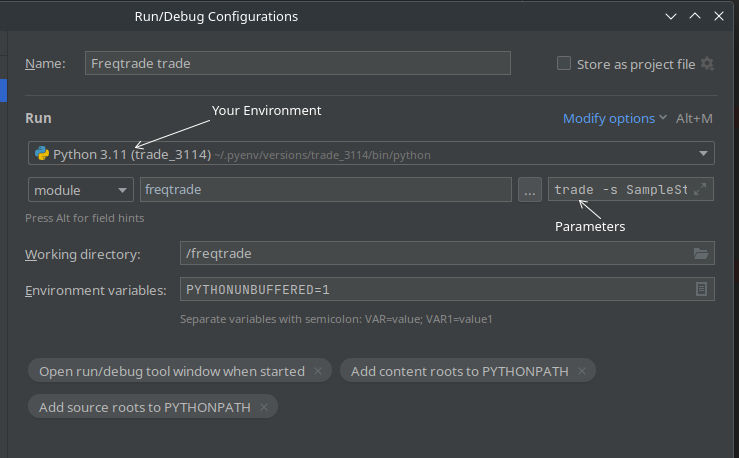 Run/Debug Configurations
Name: Freqtrade trade Store as project file
Your Environment
Run Modify options Alt+M
Python 3.11 (trade_3114) ~/.pyenv/versions/trade_3114/bin/python
module freqtrade ... trade -s SampleSt
Press Alt for field hints
Parameters
Working directory: /freqtrade
Environment variables: PYTHONUNBUFFERED=1
Separate variables with semicolon: VAR=value; VAR1=value1
Open run/debug tool window when started × Add content roots to PYTHONPATH ×
Add source roots to PYTHONPATH ×